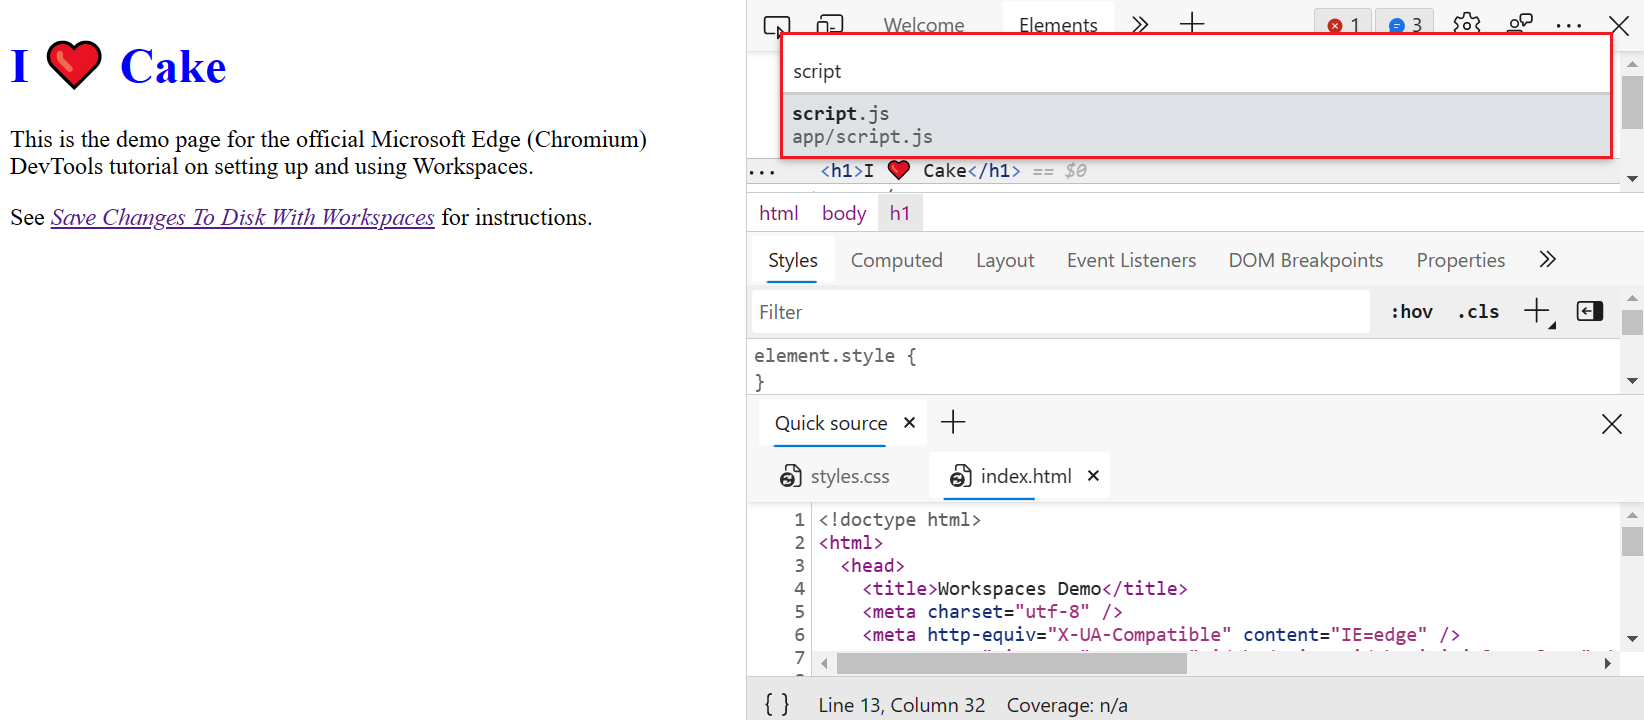 I ❤ Cake
This is the demo page for the official Microsoft Edge (Chromium)
DevTools tutorial on setting up and using Workspaces.
See Save Changes To Disk With Workspaces for instructions.
Welcome Elements 1 3
script
script.js
app/script.js
... <h1>I ❤ Cake</h1> == $0
html body h1
Styles Computed Layout Event Listeners DOM Breakpoints Properties
Filter :hov .cls
element.style {
}
Quick source
styles.css index.html
1 <!doctype html>
2 <html>
3 <head>
4 <title>Workspaces Demo</title>
5 <meta charset="utf-8" />
6 <meta http-equiv="X-UA-Compatible" content="IE=edge" />
7
{ } Line 13, Column 32 Coverage: n/a